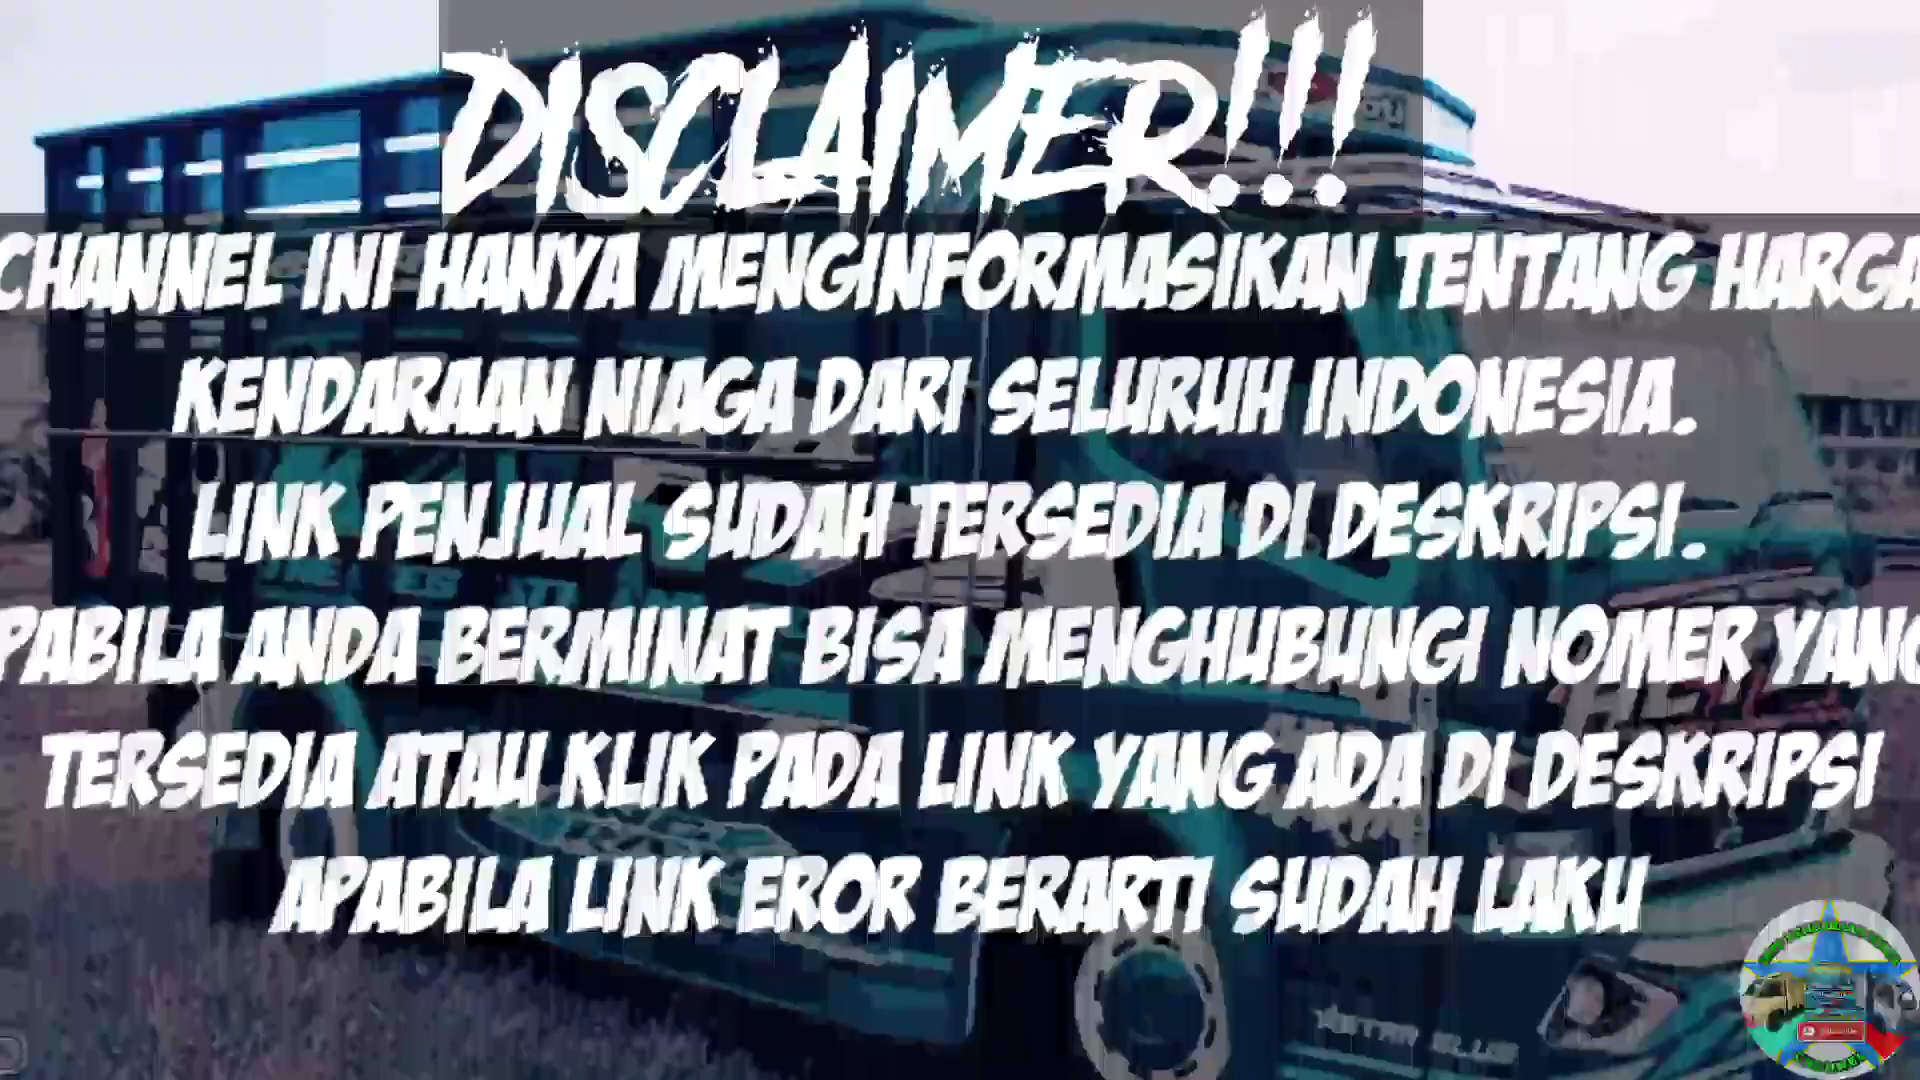 DISCLAIMER!!!
CHANNEL INI HANYA MENGINFORMASIKAN TENTANG HARGA
KENDARAAN NIAGA DARI SELURUH INDONESIA.
LINK PENJUAL SUDAH TERSEDIA DI DESKRIPSI.
PABILA ANDA BERMINAT BISA MENGHUBUNGI NOMER YANG
TERSEDIA ATAU KLIK PADA LINK YANG ADA DI DESKRIPSI
APABILA LINK EROR BERARTI SUDAH LAKU